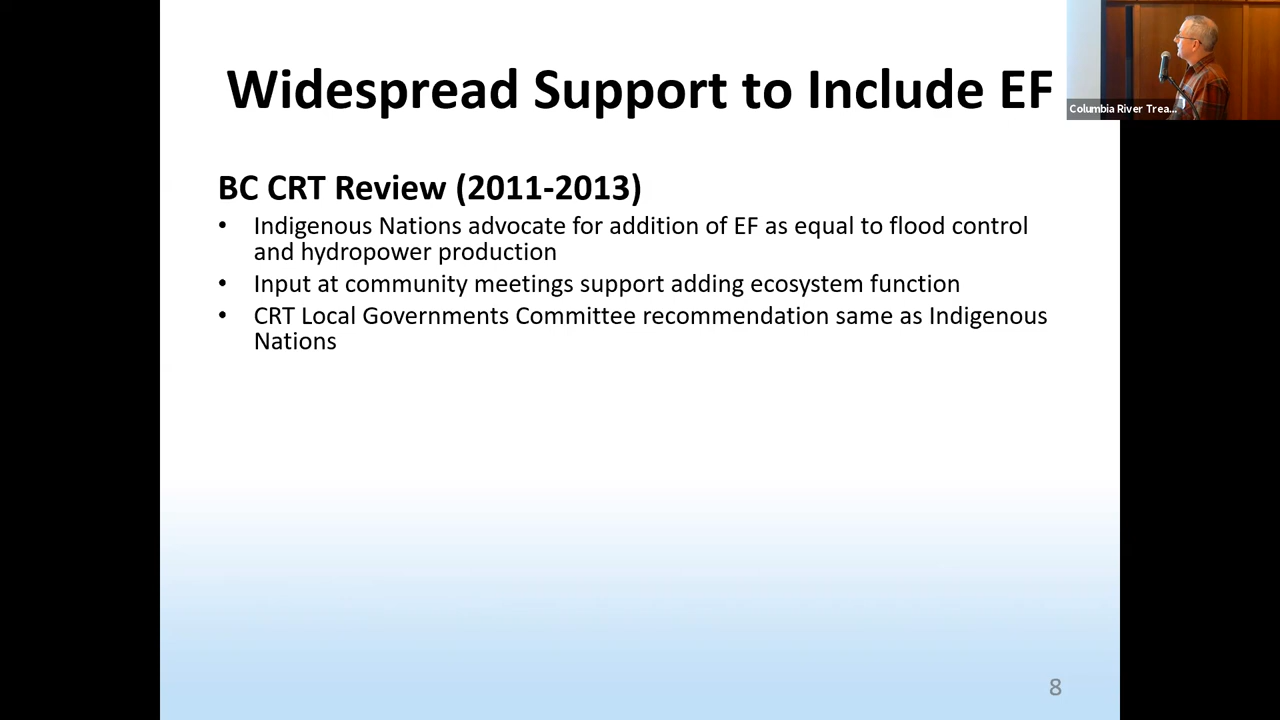 Widespread Support to Include EF
Columbia River Trea...
BC CRT Review (2011-2013)
• Indigenous Nations advocate for addition of EF as equal to flood control
and hydropower production
• Input at community meetings support adding ecosystem function
• CRT Local Governments Committee recommendation same as Indigenous
Nations
8